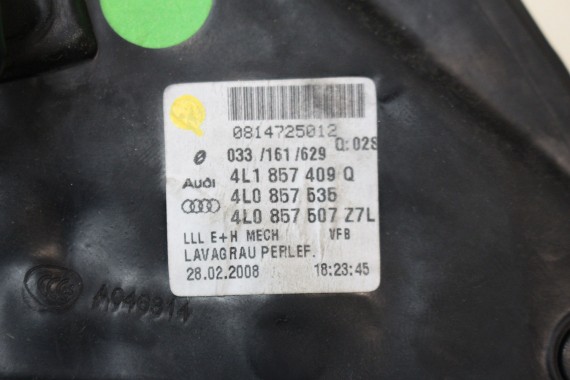 0814725012
033 /161/629 Q:02S
Audi 4L1 857 409 Q
4L0 857 535
4L0 857 507 Z7L
LLL E+H MECH VFB
LAVAGRAU PERLEF.
28.02.2008 18:23:45
A046814